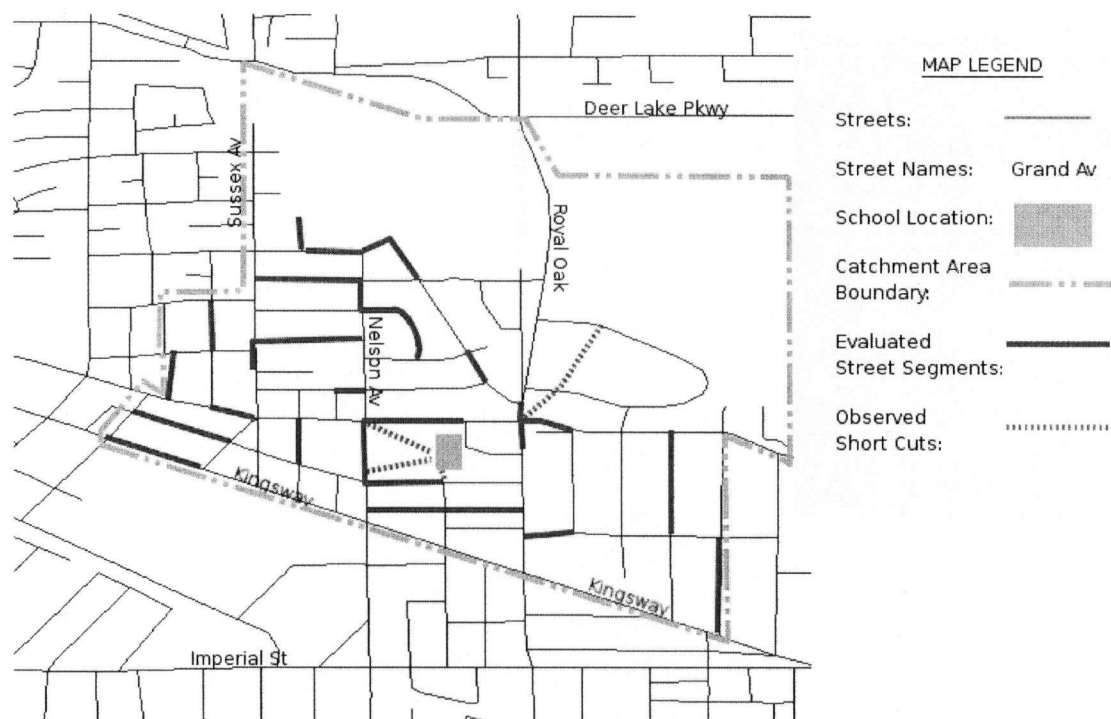 MAP LEGEND
Streets:
Street Names: Grand Av
School Location:
Catchment Area
Boundary:
Evaluated
Street Segments:
Observed
Short Cuts:
Deer Lake Pkwy
Sussex Av
Royal Oak
Nelson Av
Kingsway
Kingsway
Imperial St